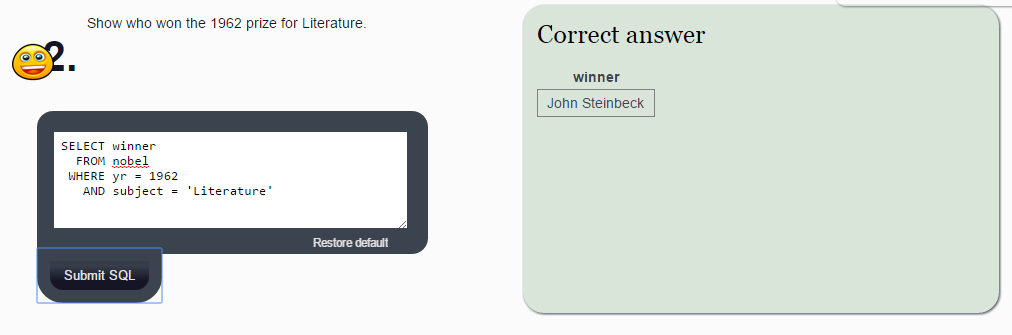 Show who won the 1962 prize for Literature.
2.
SELECT winner
FROM nobel
WHERE yr = 1962
AND subject = 'Literature'
Restore default
Submit SQL
Correct answer
winner
John Steinbeck